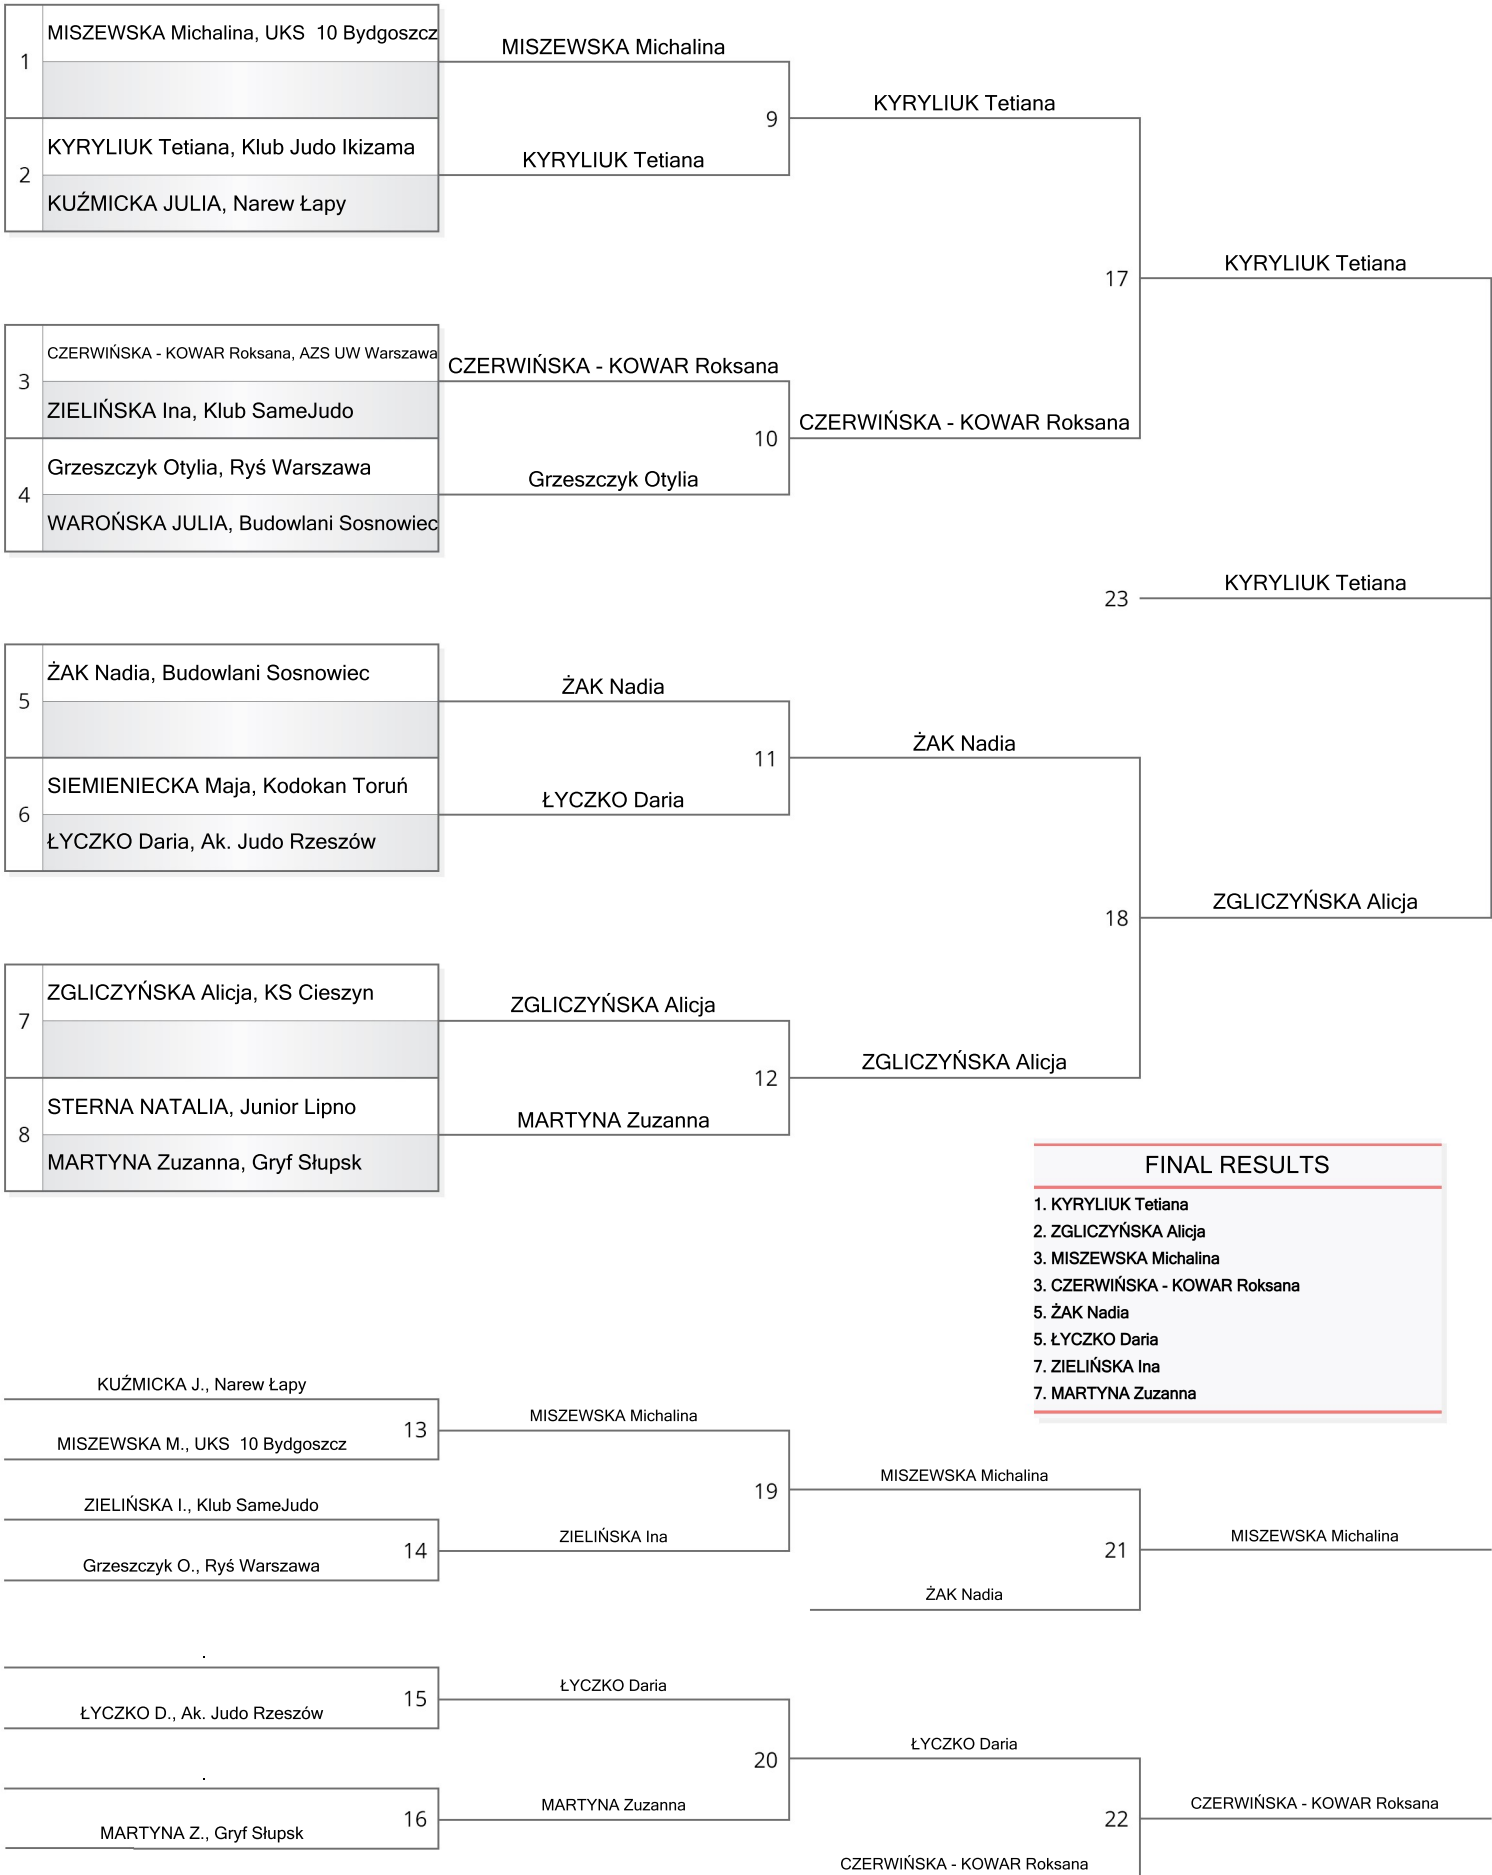 MISZEWSKA Michalina, UKS  10 Bydgoszcz
1
MISZEWSKA Michalina
KYRYLIUK Tetiana
9
KYRYLIUK Tetiana, Klub Judo Ikizama
2
KYRYLIUK Tetiana
KUŹMICKA JULIA, Narew Łapy
17
KYRYLIUK Tetiana
CZERWIŃSKA - KOWAR Roksana, AZS UW Warszawa
3
CZERWIŃSKA - KOWAR Roksana
ZIELIŃSKA Ina, Klub SameJudo
10
CZERWIŃSKA - KOWAR Roksana
Grzeszczyk Otylia, Ryś Warszawa
4
Grzeszczyk Otylia
WAROŃSKA JULIA, Budowlani Sosnowiec
23
KYRYLIUK Tetiana
ŻAK Nadia, Budowlani Sosnowiec
5
ŻAK Nadia
11
ŻAK Nadia
SIEMIENIECKA Maja, Kodokan Toruń
6
ŁYCZKO Daria
ŁYCZKO Daria, Ak. Judo Rzeszów
18
ZGLICZYŃSKA Alicja
ZGLICZYŃSKA Alicja, KS Cieszyn
7
ZGLICZYŃSKA Alicja
12
ZGLICZYŃSKA Alicja
STERNA NATALIA, Junior Lipno
8
MARTYNA Zuzanna
MARTYNA Zuzanna, Gryf Słupsk
FINAL RESULTS
1. KYRYLIUK Tetiana
2. ZGLICZYŃSKA Alicja
3. MISZEWSKA Michalina
3. CZERWIŃSKA - KOWAR Roksana
5. ŻAK Nadia
5. ŁYCZKO Daria
7. ZIELIŃSKA Ina
7. MARTYNA Zuzanna
KUŹMICKA J., Narew Łapy
13
MISZEWSKA Michalina
MISZEWSKA M., UKS  10 Bydgoszcz
19
MISZEWSKA Michalina
ZIELIŃSKA I., Klub SameJudo
14
ZIELIŃSKA Ina
Grzeszczyk O., Ryś Warszawa
21
MISZEWSKA Michalina
ŻAK Nadia
.
15
ŁYCZKO Daria
ŁYCZKO D., Ak. Judo Rzeszów
20
ŁYCZKO Daria
.
16
MARTYNA Zuzanna
MARTYNA Z., Gryf Słupsk
22
CZERWIŃSKA - KOWAR Roksana
CZERWIŃSKA - KOWAR Roksana